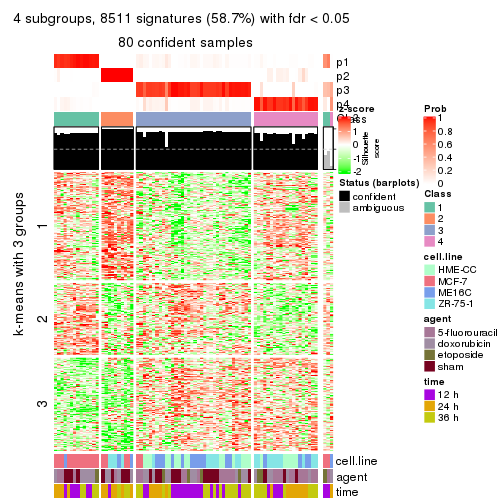 4 subgroups, 8511 signatures (58.7%) with fdr < 0.05
80 confident samples
p1
p2
p3
p4
Class
z-score
2
1
0
-1
-2
Silhouette
score
Status (barplots)
confident
ambiguous
Prob
1
0.8
0.6
0.4
0.2
0
Class
1
2
3
4
cell.line
HME-CC
MCF-7
ME16C
ZR-75-1
agent
5-fluorouracil
doxorubicin
etoposide
sham
time
12 h
24 h
36 h
k-means with 3 groups
1
2
3
cell.line
agent
time